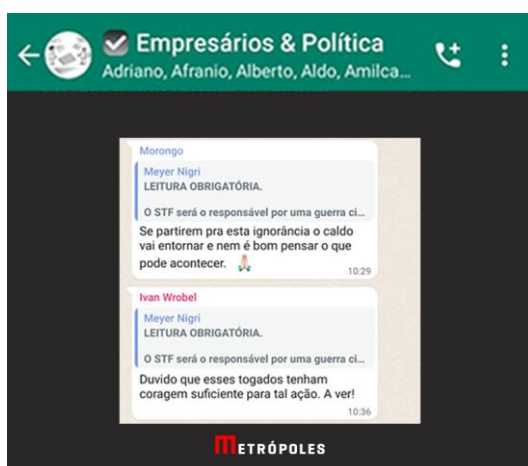 Empresários & Política
Adriano, Afranio, Alberto, Aldo, Amilca...
Morongo
Meyer Nigri
LEITURA OBRIGATÓRIA.
O STF será o responsável por uma guerra ci...
Se partirem pra esta ignorância o caldo
vai entornar e nem é bom pensar o que
pode acontecer. 🙏🏻
10:29
Ivan Wrobel
Meyer Nigri
LEITURA OBRIGATÓRIA.
O STF será o responsável por uma guerra ci...
Duvido que esses togados tenham
coragem suficiente para tal ação. A ver!
10:36
METRÓPOLES